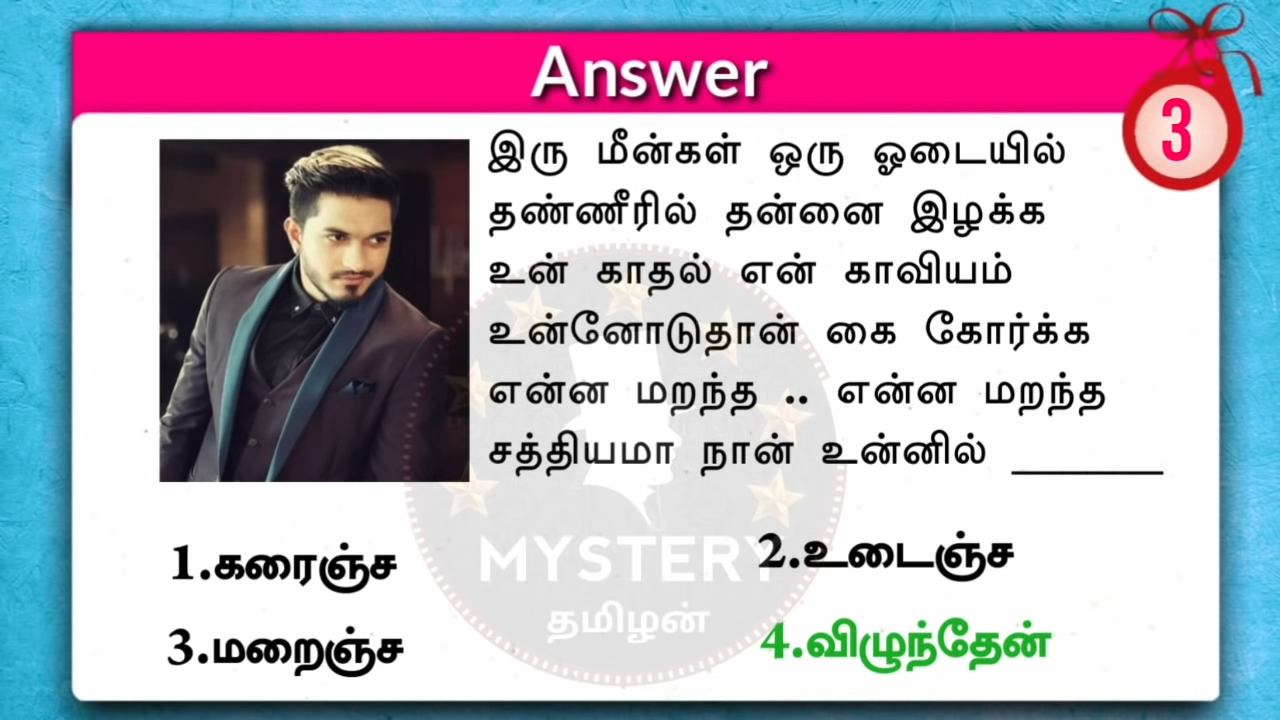 Answer
3
இரு மீன்கள் ஒரு ஓடையில்
தண்ணீரில் தன்னை இழக்க
உன் காதல் என் காவியம்
உன்னோடுதான் கை கோர்க்க
என்ன மறந்த .. என்ன மறந்த
சத்தியமா நான் உன்னில் ________
1.கரைஞ்ச
2.உடைஞ்ச
3.மறைஞ்ச
4.விழுந்தேன்
MYSTERY
தமிழன்